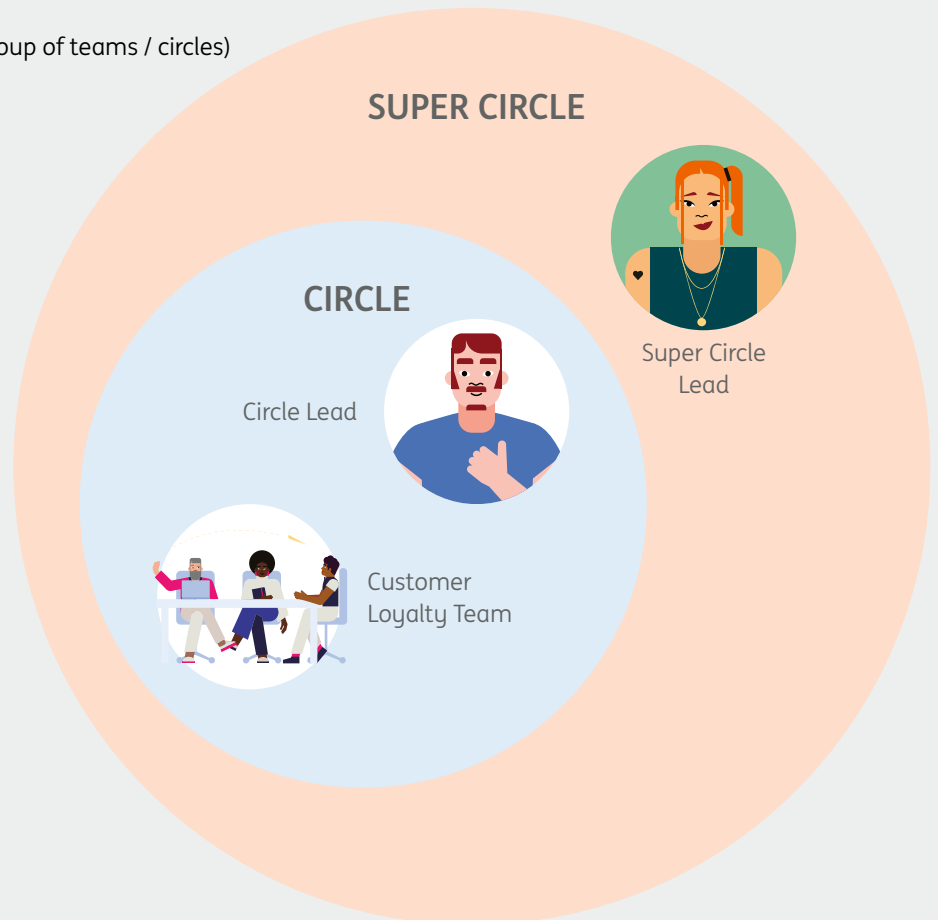 oup of teams / circles)
SUPER CIRCLE
CIRCLE
Super Circle
Lead
Circle Lead
Customer
Loyalty Team